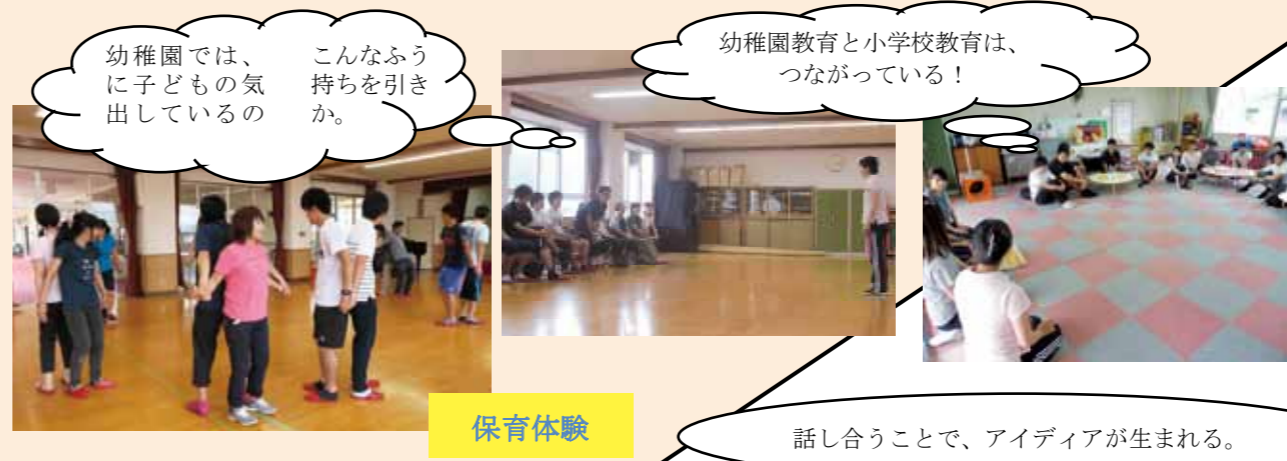 幼稚園では、こんなふう
に子どもの気持ちを引き
出しているのか。
幼稚園教育と小学校教育は、
つながっている！
保育体験
話し合うことで、アイディアが生まれる。